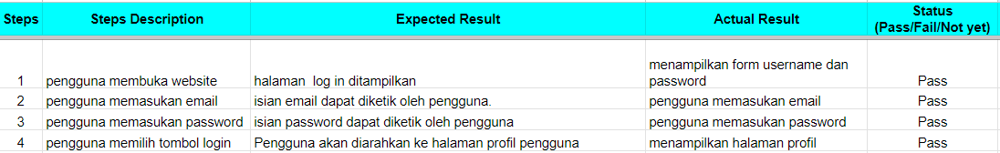 Steps Steps Description Expected Result Actual Result Status (Pass/Fail/Not yet)
1 pengguna membuka website halaman log in ditampilkan menampilkan form username dan password Pass
2 pengguna memasukan email isian email dapat diketik oleh pengguna. pengguna memasukan email Pass
3 pengguna memasukan password isian password dapat diketik oleh pengguna pengguna memasukan password Pass
4 pengguna memilih tombol login Pengguna akan diarahkan ke halaman profil pengguna menampilkan halaman profil Pass